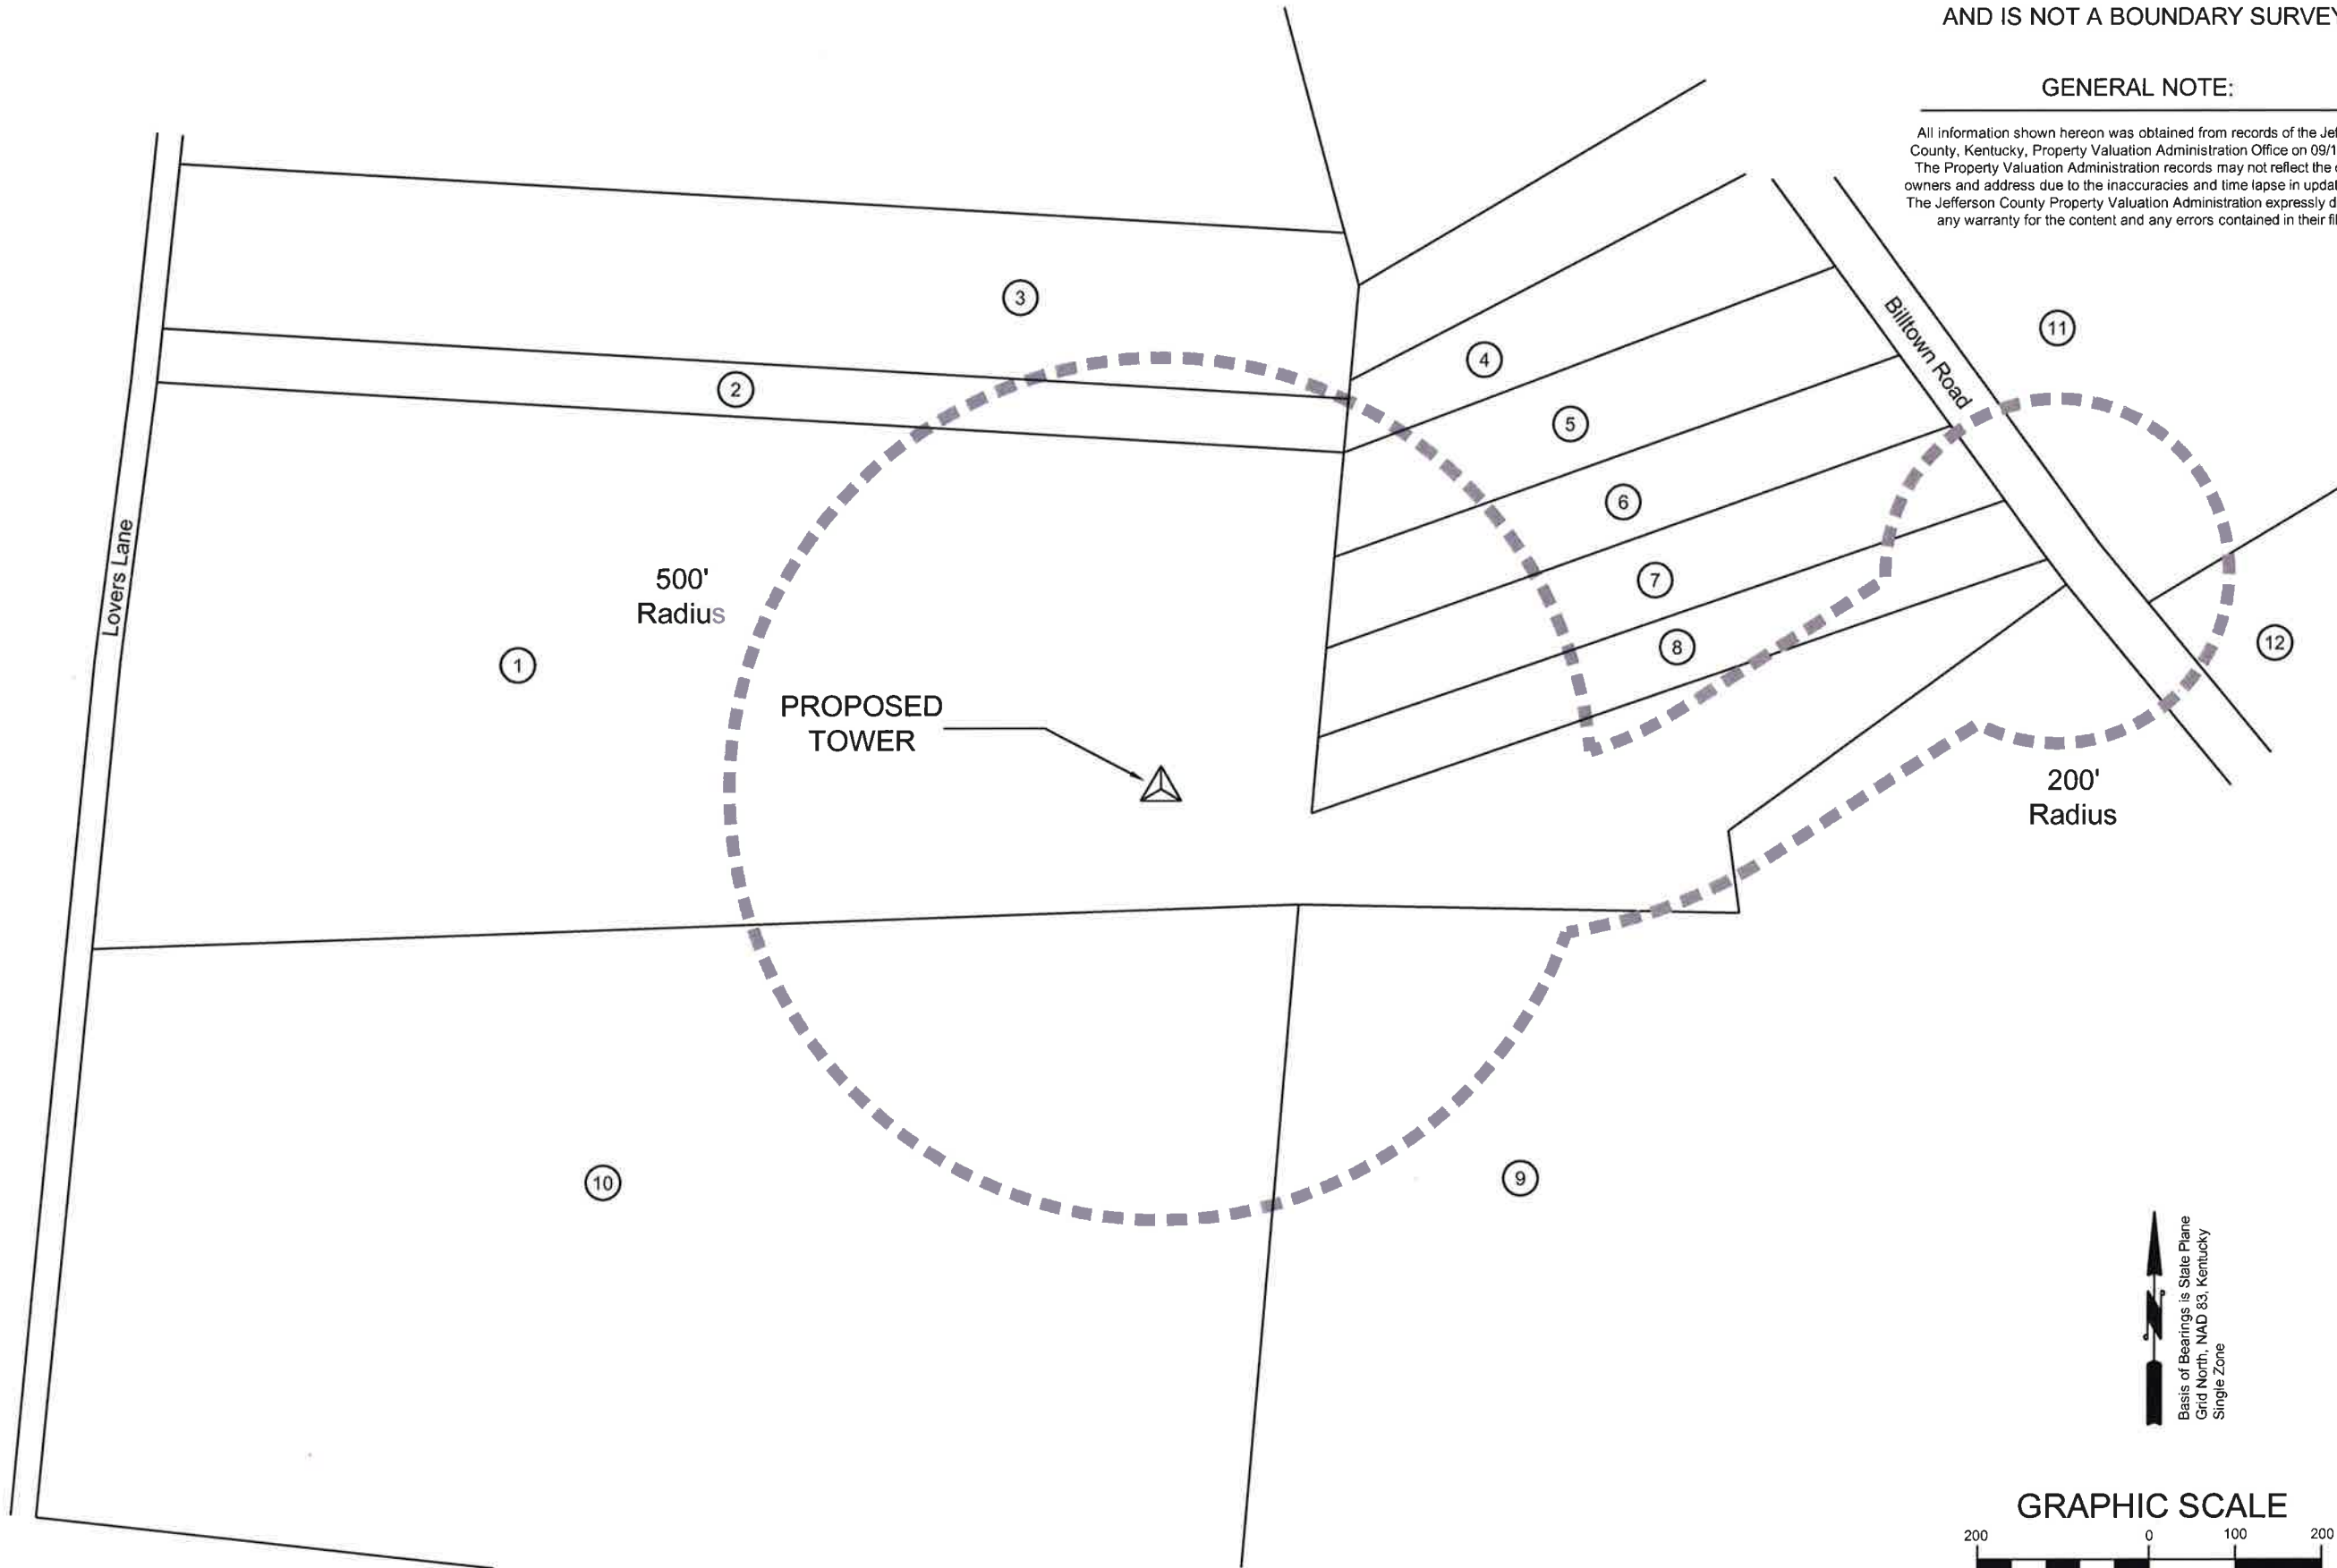 AND IS NOT A BOUNDARY SURVEY
GENERAL NOTE:
All information shown hereon was obtained from records of the Jef
County, Kentucky, Property Valuation Administration Office on 09/1
The Property Valuation Administration records may not reflect the
owners and address due to the inaccuracies and time lapse in updat
The Jefferson County Property Valuation Administration expressly d
any warranty for the content and any errors contained in their fil
3
2
4
11
Billtown Road
5
6
7
8
12
Lovers Lane
500'
Radius
1
PROPOSED
TOWER
200'
Radius
10
9
N
Basis of Bearings is State Plane
Grid North, NAD 83, Kentucky
Single Zone
GRAPHIC SCALE
200 0 100 200